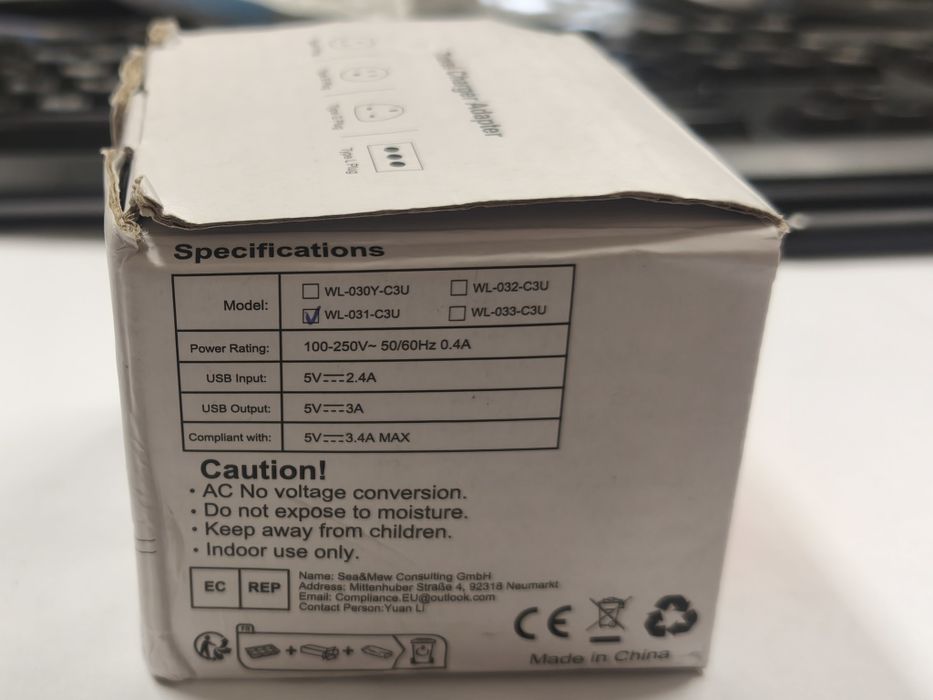 Travel Charger Adapter
Type L Plug
Specifications
Model:
WL-030Y-C3U
WL-032-C3U
WL-031-C3U
WL-033-C3U
Power Rating: 100-250V~ 50/60Hz 0.4A
USB Input: 5V⎓2.4A
USB Output: 5V⎓3A
Compliant with: 5V⎓3.4A MAX
Caution!
• AC No voltage conversion.
• Do not expose to moisture.
• Keep away from children.
• Indoor use only.
EC REP
Name: Sea&Mew Consulting GmbH
Address: Mittenhuber Straße 4, 92318 Neumarkt
Email: Compliance.EU@outlook.com
Contact Person:Yuan Li
FR
CE
Made in China